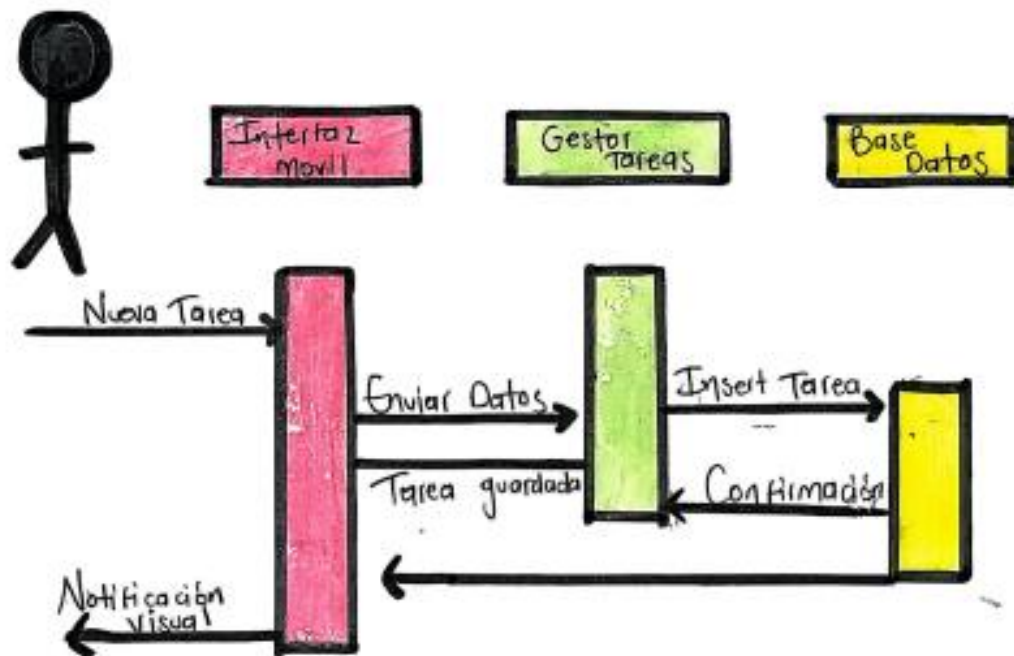 Interfaz
movil
Gestor
Tareas
Base
Datos
Nueva Tarea
Enviar Datos
Insert Tarea
Tarea guardada
Confirmación
Notificación
visual